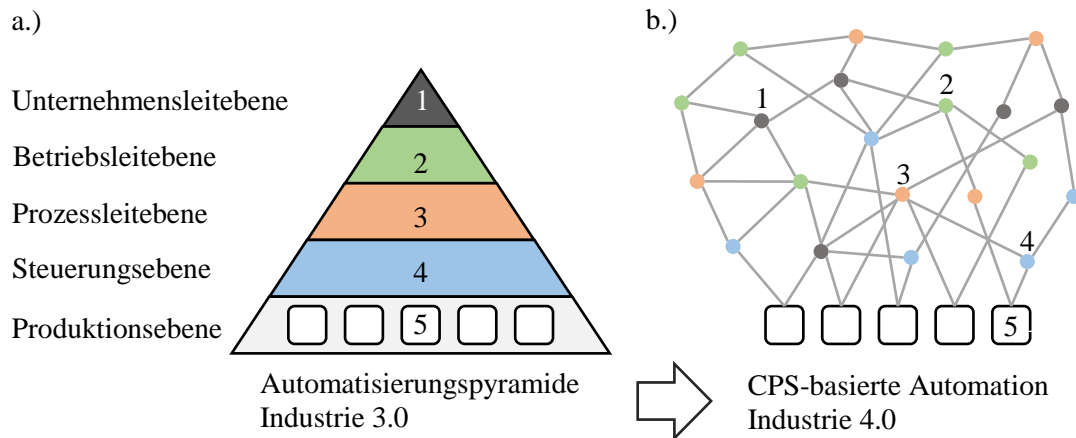 a.)
Unternehmensleitebene
Betriebsleitebene
Prozessleitebene
Steuerungsebene
Produktionsebene
1
2
3
4
5
Automatisierungspyramide
Industrie 3.0
b.)
1
2
3
4
5
CPS-basierte Automation
Industrie 4.0